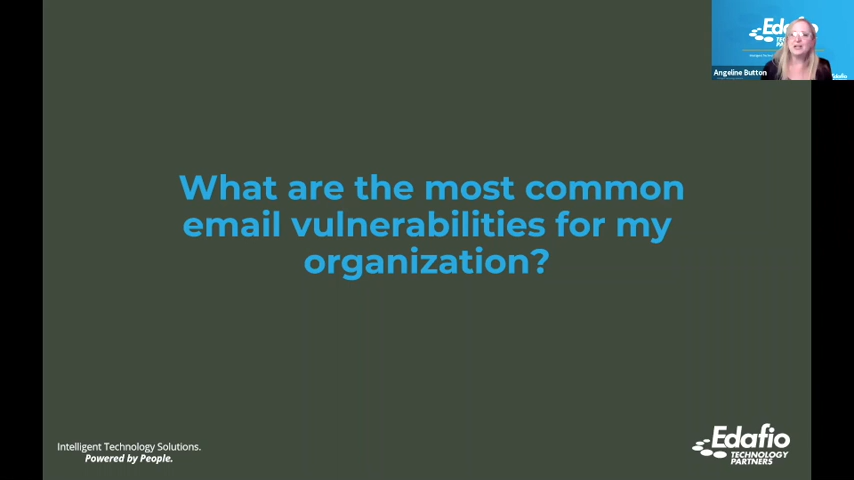 Edafio
Angeline Button
What are the most common
email vulnerabilities for my
organization?
Intelligent Technology Solutions.
Powered by People.
Edafio
TECHNOLOGY
PARTNERS